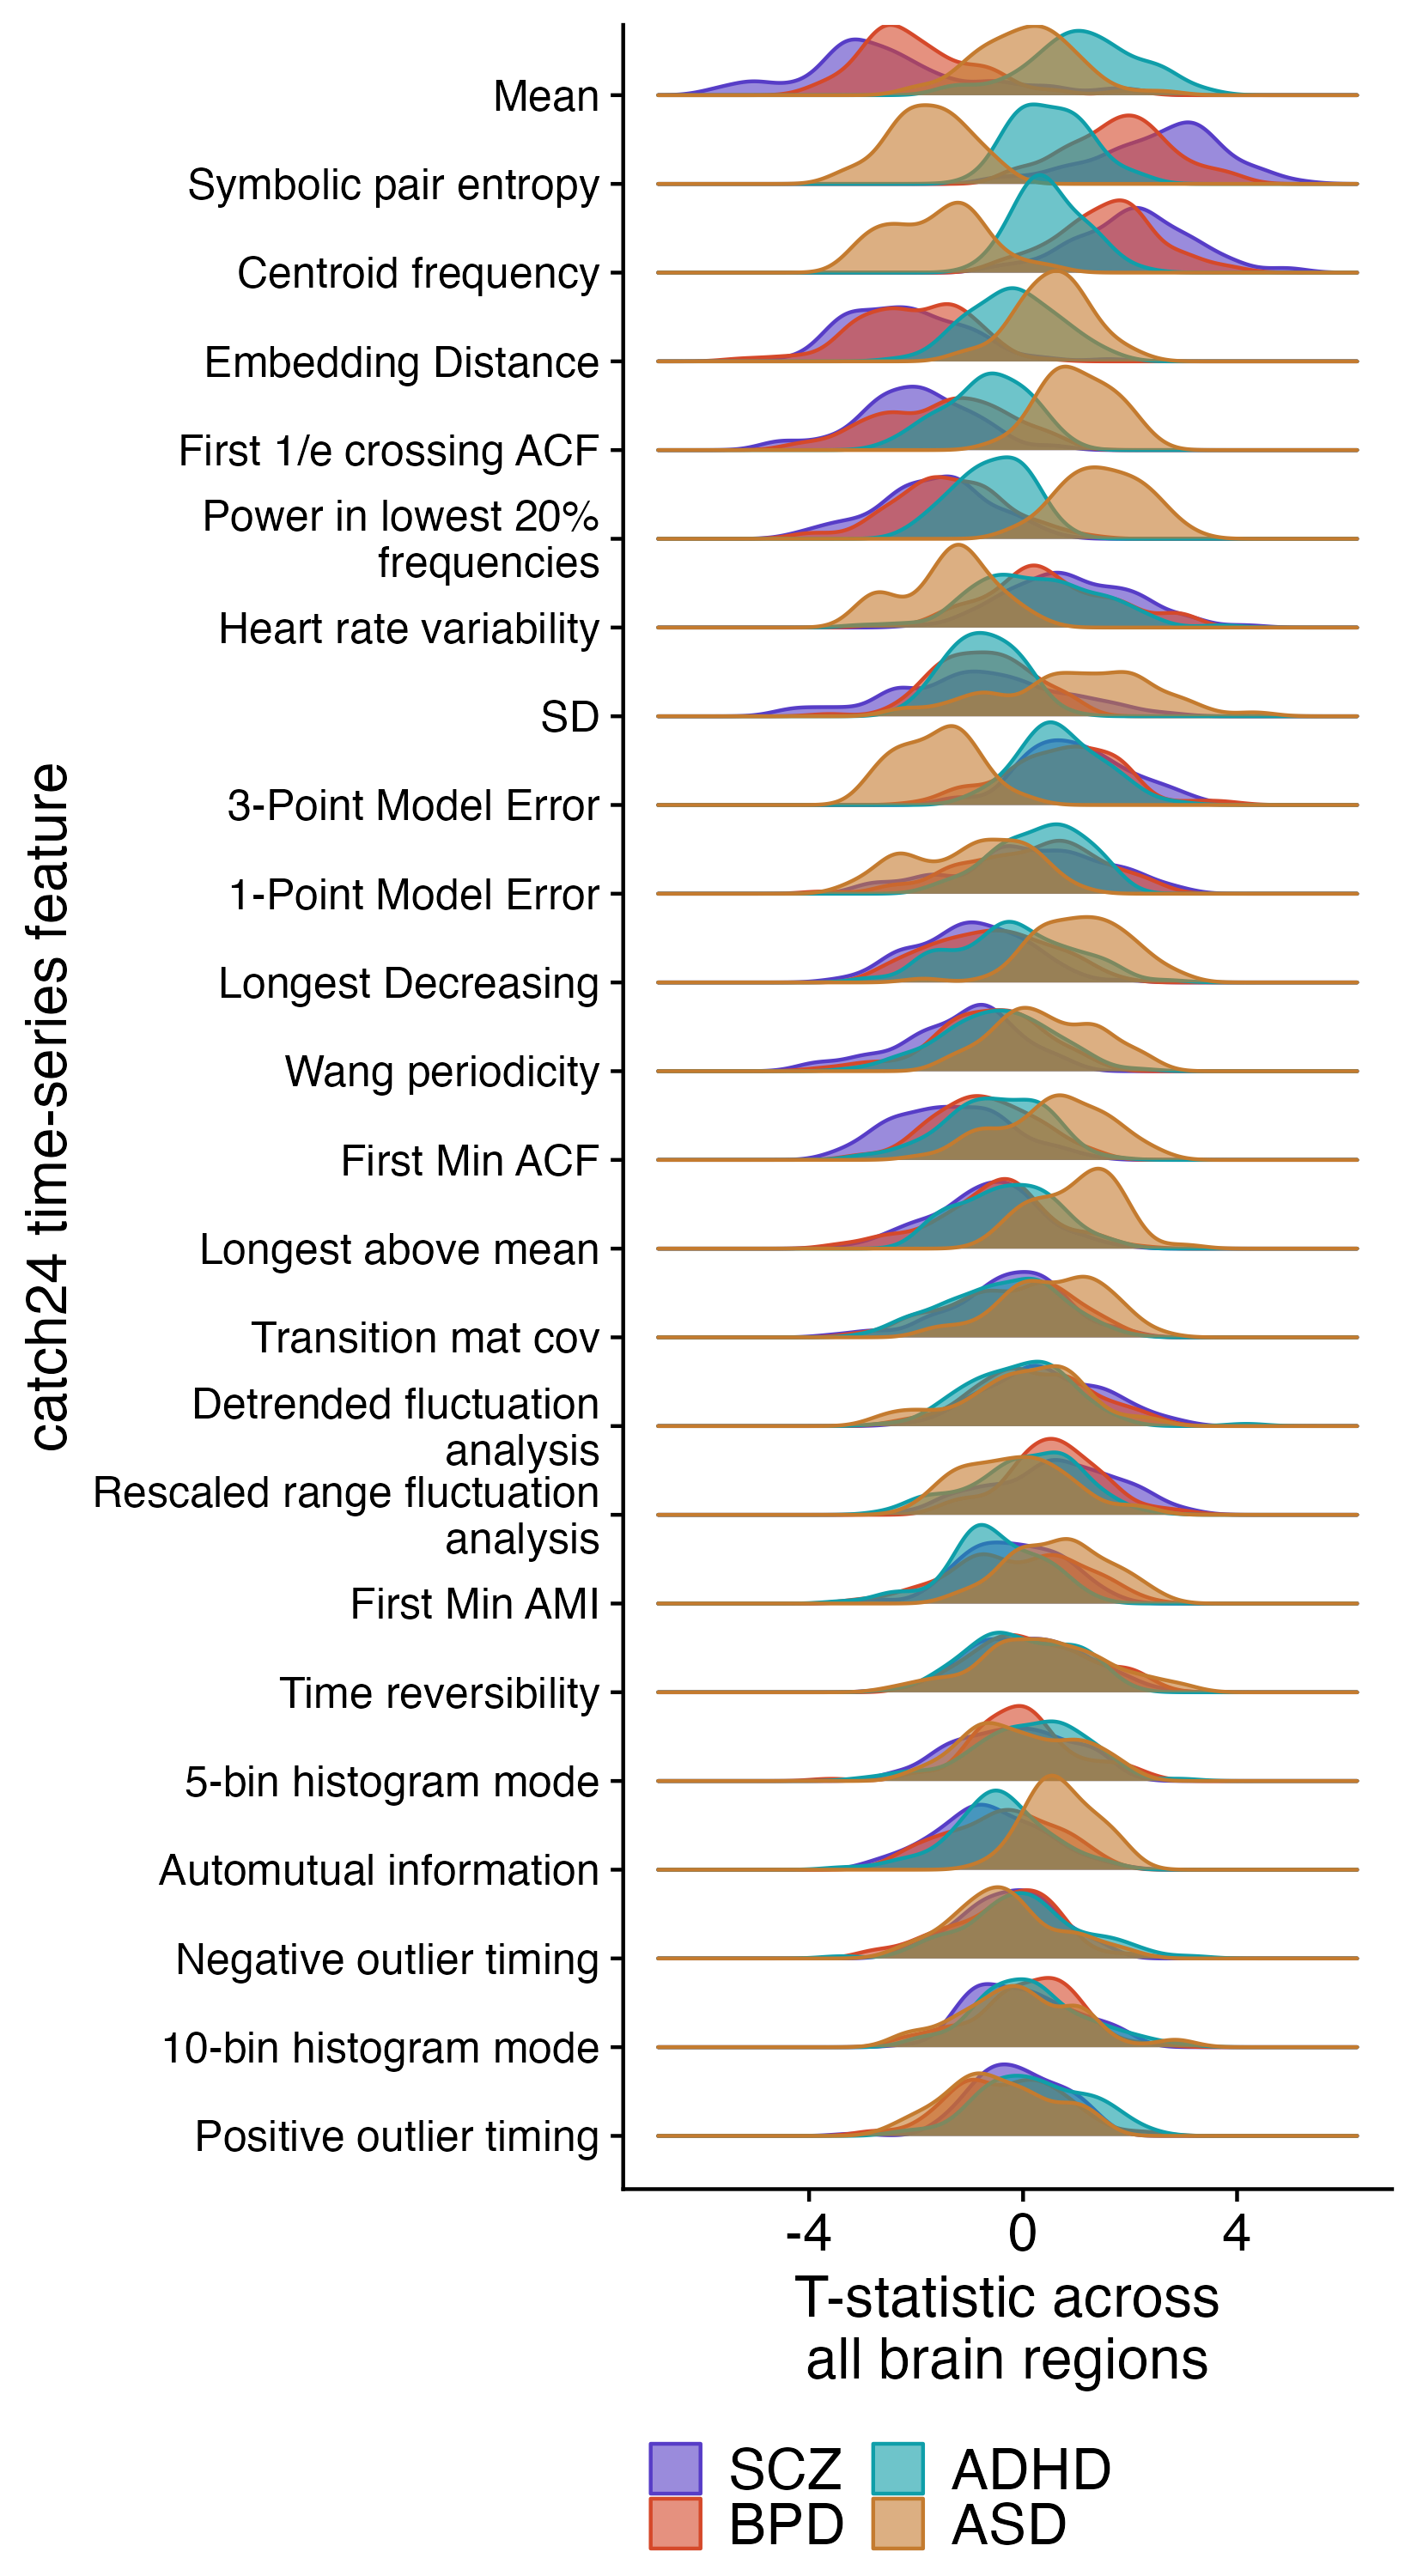 Mean
Symbolic pair entropy
Centroid frequency
Embedding Distance
First 1/e crossing ACF
Power in lowest 20%
frequencies
Heart rate variability
SD
3-Point Model Error
1-Point Model Error
Longest Decreasing
Wang periodicity
First Min ACF
Longest above mean
Transition mat cov
Detrended fluctuation
analysis
Rescaled range fluctuation
analysis
First Min AMI
Time reversibility
5-bin histogram mode
Automutual information
Negative outlier timing
10-bin histogram mode
Positive outlier timing
catch24 time-series feature
-4 0 4
T-statistic across
all brain regions
SCZ ADHD
BPD ASD